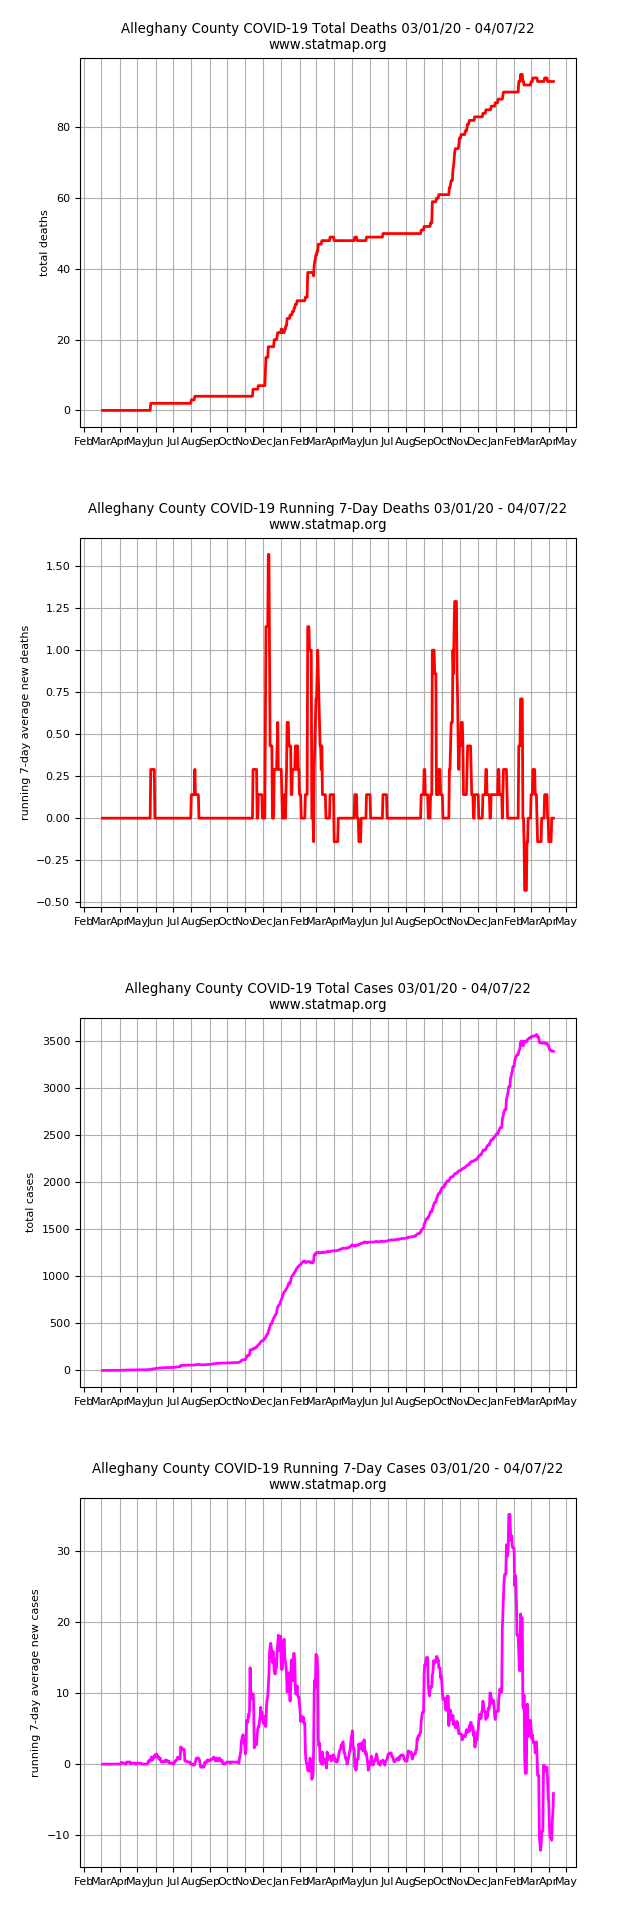 Alleghany County COVID-19 Total Deaths 03/01/20 - 04/07/22
www.statmap.org
80
60
40
20
0
total deaths
Feb Mar Apr May Jun Jul Aug Sep Oct Nov Dec Jan Feb Mar Apr May Jun Jul Aug Sep Oct Nov Dec Jan Feb Mar Apr May
Alleghany County COVID-19 Running 7-Day Deaths 03/01/20 - 04/07/22
www.statmap.org
1.50
1.25
1.00
0.75
0.50
0.25
0.00
−0.25
−0.50
running 7-day average new deaths
Feb Mar Apr May Jun Jul Aug Sep Oct Nov Dec Jan Feb Mar Apr May Jun Jul Aug Sep Oct Nov Dec Jan Feb Mar Apr May
Alleghany County COVID-19 Total Cases 03/01/20 - 04/07/22
www.statmap.org
3500
3000
2500
2000
1500
1000
500
0
total cases
Feb Mar Apr May Jun Jul Aug Sep Oct Nov Dec Jan Feb Mar Apr May Jun Jul Aug Sep Oct Nov Dec Jan Feb Mar Apr May
Alleghany County COVID-19 Running 7-Day Cases 03/01/20 - 04/07/22
www.statmap.org
30
20
10
0
−10
running 7-day average new cases
Feb Mar Apr May Jun Jul Aug Sep Oct Nov Dec Jan Feb Mar Apr May Jun Jul Aug Sep Oct Nov Dec Jan Feb Mar Apr May